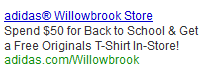 adidas® Willowbrook Store
Spend $50 for Back to School & Get
a Free Originals T-Shirt In-Store!
adidas.com/Willowbrook